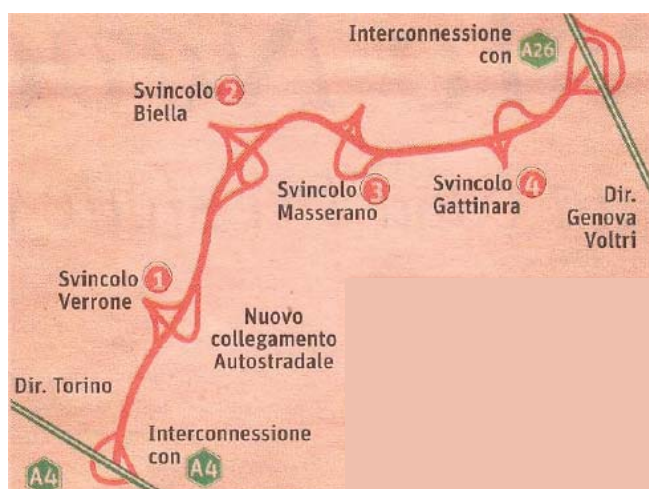 Interconnessione
con A26
Svincolo 2
Biella
Svincolo 3
Masserano
Svincolo 4
Gattinara
Dir.
Genova
Voltri
Svincolo 1
Verrone
Nuovo
collegamento
Autostradale
Dir. Torino
Interconnessione
con A4
A4